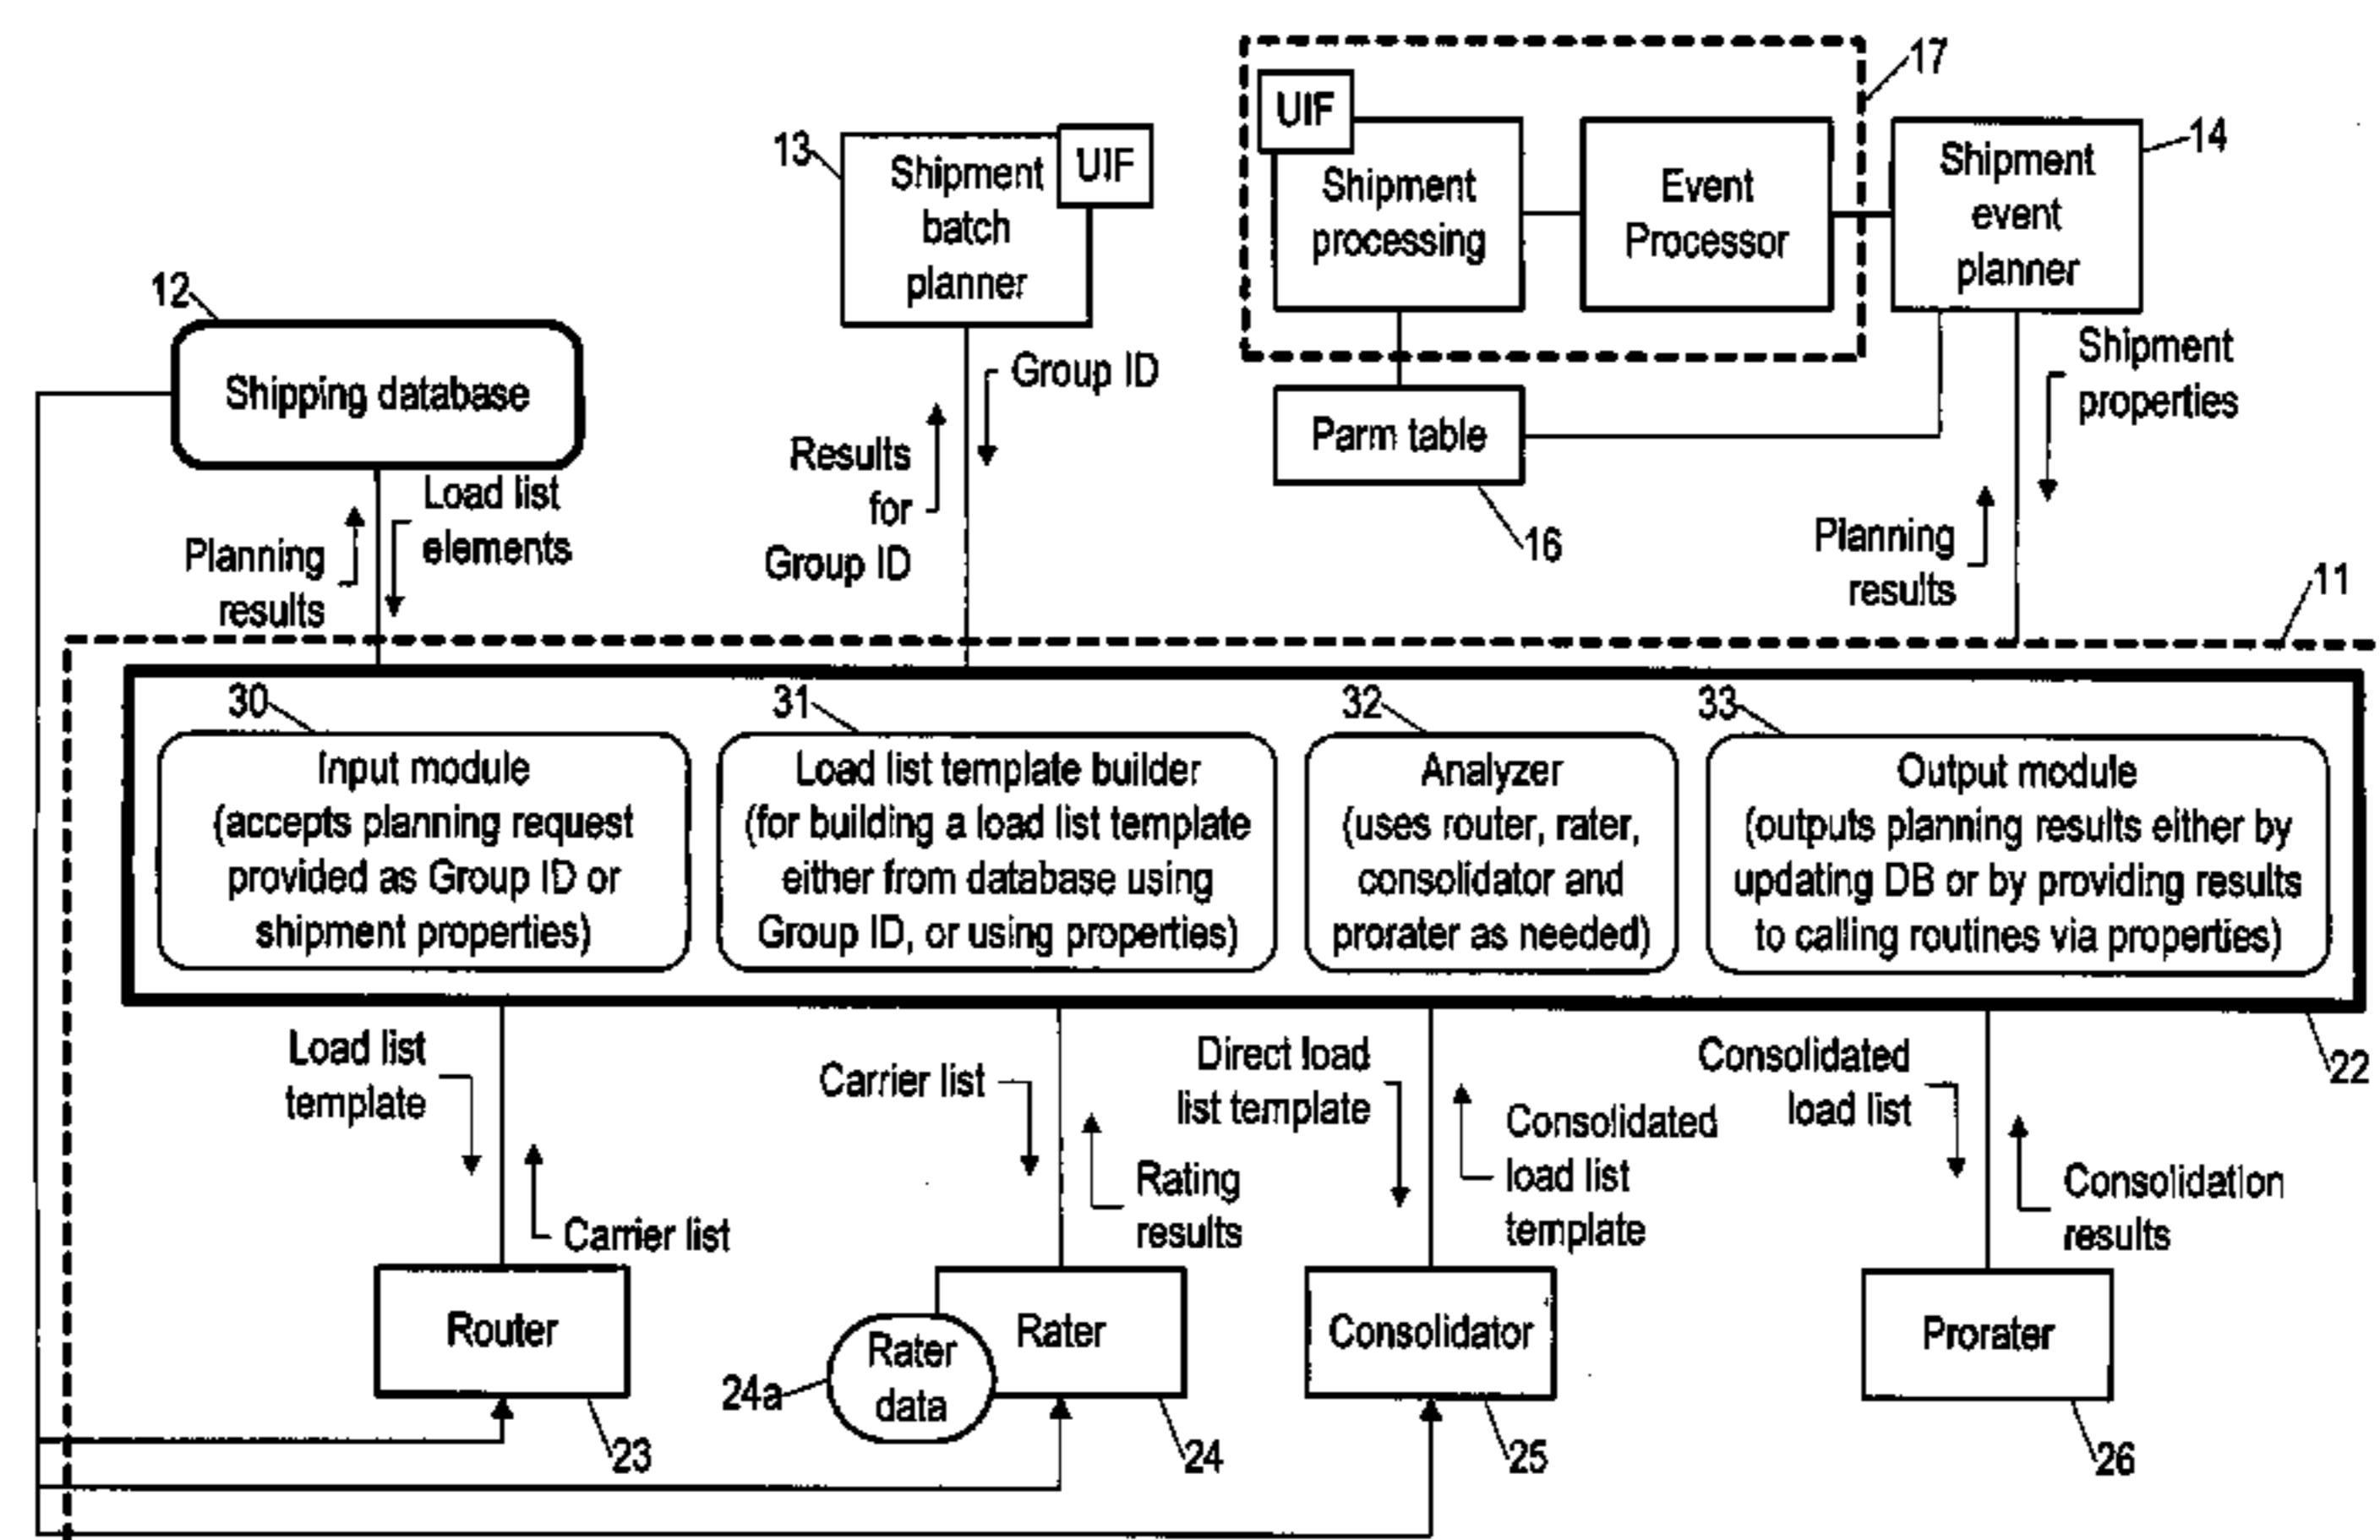 17
UIF
Shipment
processing
Event
Processor
14
Shipment
event
planner
13
Shipment
batch
planner
UIF
12
Shipping database
Group ID
Results
for
Group ID
Parm table
16
Shipment
properties
Planning
results
Load list
elements
Planning
results
11
30
Input module
(accepts planning request
provided as Group ID or
shipment properties)
31
Load list template builder
(for building a load list template
either from database using
Group ID, or using properties)
32
Analyzer
(uses router, rater,
consolidator and
prorater as needed)
33
Output module
(outputs planning results either by
updating DB or by providing results
to calling routines via properties)
22
Load list
template
Carrier list
Carrier list
Rating
results
Direct load
list template
Consolidated
load list
template
Consolidated
load list
Consolidation
results
Router
23
Rater
Rater
data
24a
24
Consolidator
25
Prorater
26